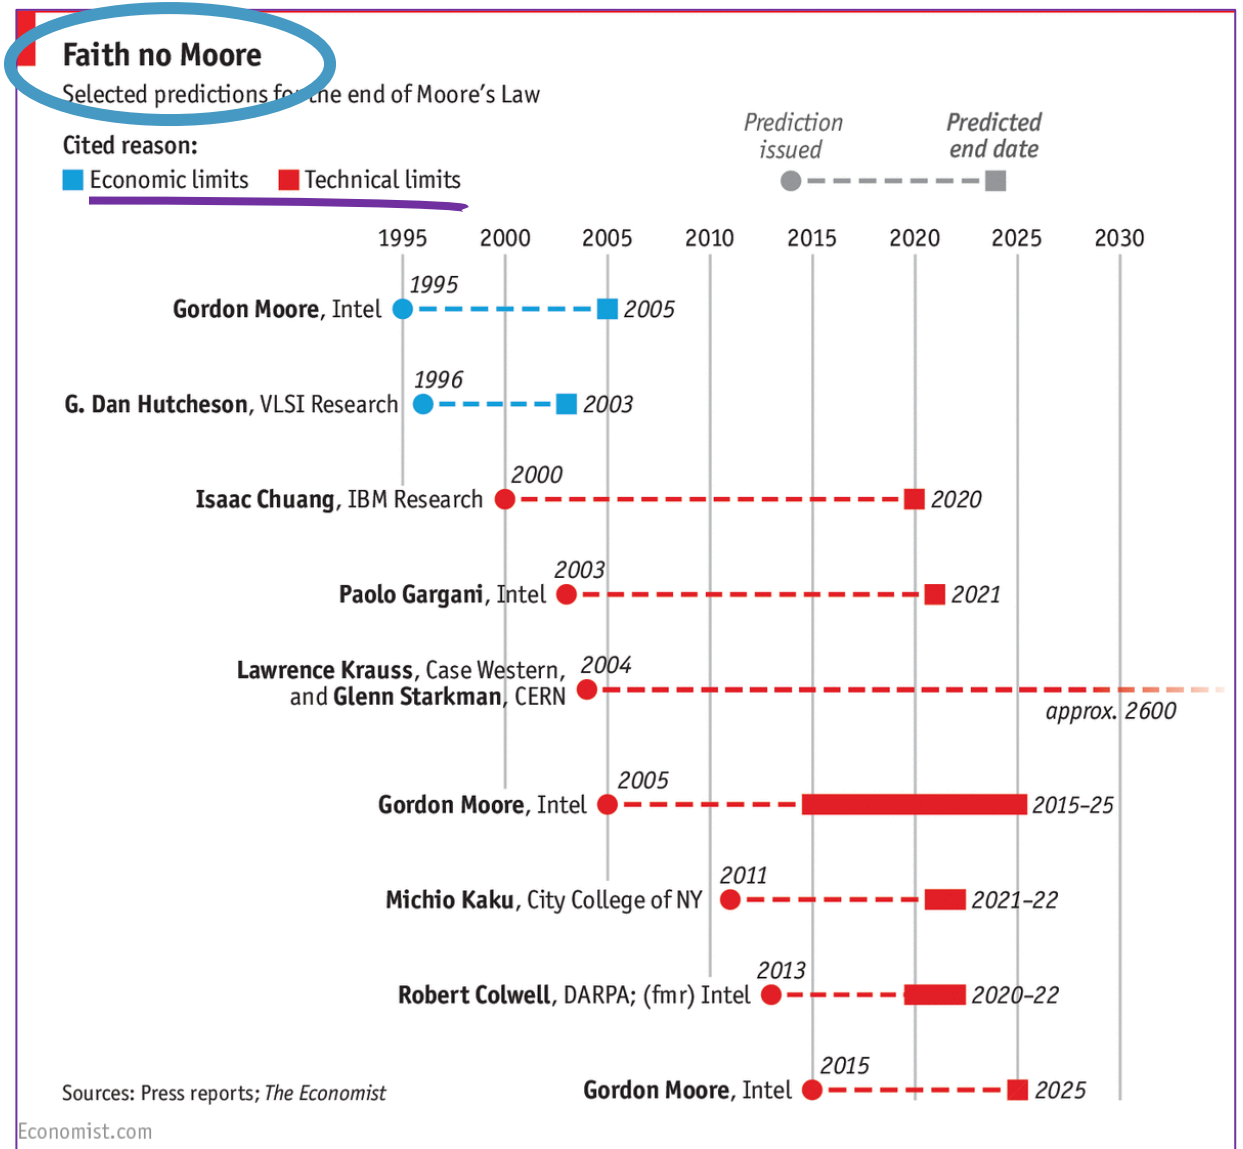 Faith no Moore
Selected predictions for the end of Moore's Law
Cited reason:
Economic limits Technical limits
Prediction issued
Predicted end date
1995 2000 2005 2010 2015 2020 2025 2030
1995
Gordon Moore, Intel 2005
1996
G. Dan Hutcheson, VLSI Research 2003
2000
Isaac Chuang, IBM Research 2020
2003
Paolo Gargani, Intel 2021
Lawrence Krauss, Case Western, 2004
and Glenn Starkman, CERN
approx. 2600
2005
Gordon Moore, Intel 2015–25
2011
Michio Kaku, City College of NY 2021–22
2013
Robert Colwell, DARPA; (fmr) Intel 2020–22
2015
Gordon Moore, Intel 2025
Sources: Press reports; The Economist
Economist.com